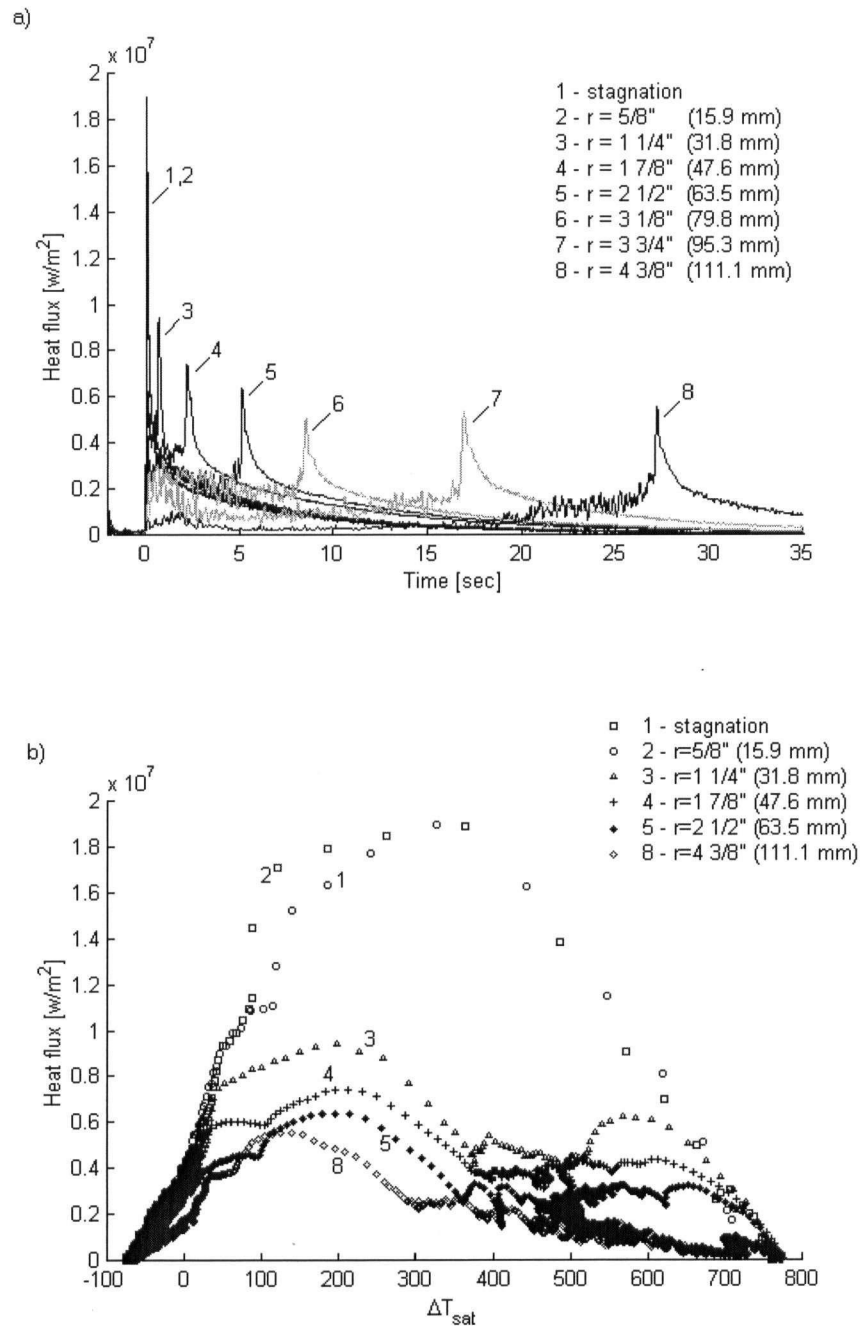 a)
x 10^7
2
1.8
1.6
1.4
1.2
1
0.8
0.6
0.4
0.2
0
Heat flux [w/m^2]
1 - stagnation
2 - r = 5/8" (15.9 mm)
3 - r = 1 1/4" (31.8 mm)
4 - r = 1 7/8" (47.6 mm)
5 - r = 2 1/2" (63.5 mm)
6 - r = 3 1/8" (79.8 mm)
7 - r = 3 3/4" (95.3 mm)
8 - r = 4 3/8" (111.1 mm)
1,2
3
4
5
6
7
8
0 5 10 15 20 25 30 35
Time [sec]
b)
x 10^7
2
1.8
1.6
1.4
1.2
1
0.8
0.6
0.4
0.2
0
Heat flux [w/m^2]
1 - stagnation
2 - r=5/8" (15.9 mm)
3 - r=1 1/4" (31.8 mm)
4 - r=1 7/8" (47.6 mm)
5 - r=2 1/2" (63.5 mm)
8 - r=4 3/8" (111.1 mm)
2
1
3
4
5
8
-100 0 100 200 300 400 500 600 700 800
ΔT_sat